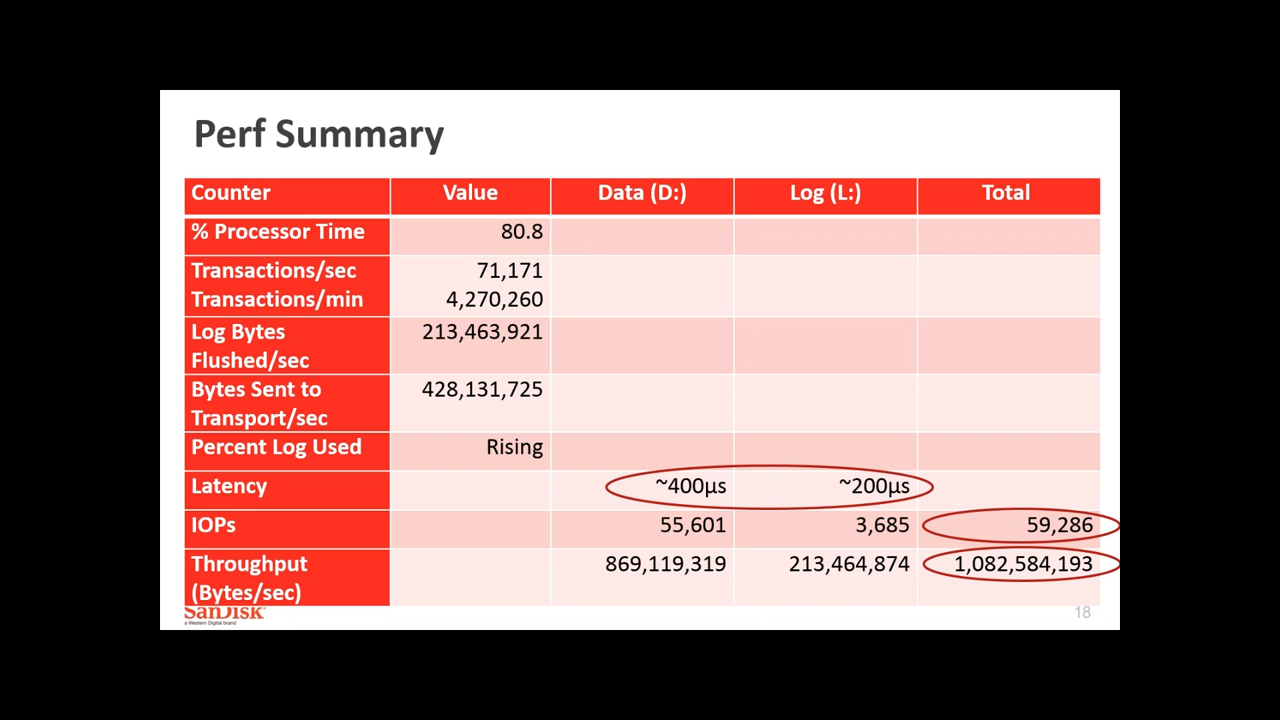 Perf Summary
Counter Value Data (D:) Log (L:) Total
% Processor Time 80.8
Transactions/sec 71,171
Transactions/min 4,270,260
Log Bytes 213,463,921
Flushed/sec
Bytes Sent to 428,131,725
Transport/sec
Percent Log Used Rising
Latency ~400µs ~200µs
IOPs 55,601 3,685 59,286
Throughput 869,119,319 213,464,874 1,082,584,193
(Bytes/sec)
SanDisk
a Western Digital brand
18